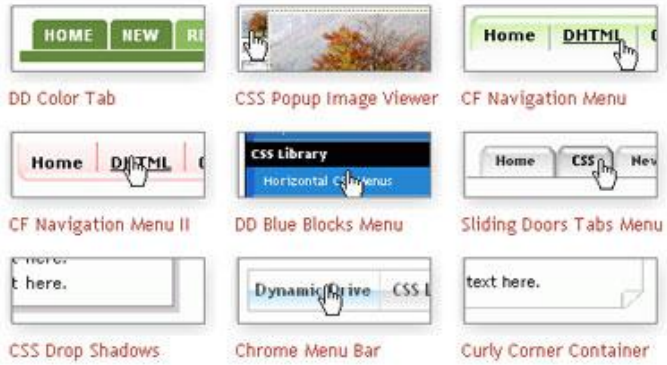 HOME NEW
Home DHTML
DD Color Tab
CSS Popup Image Viewer
CF Navigation Menu
Home DHTML
CSS Library
Horizontal CSS Menus
Home CSS New
CF Navigation Menu II
DD Blue Blocks Menu
Sliding Doors Tabs Menu
t here.
Dynamic Drive CSS L
text here.
CSS Drop Shadows
Chrome Menu Bar
Curly Corner Container